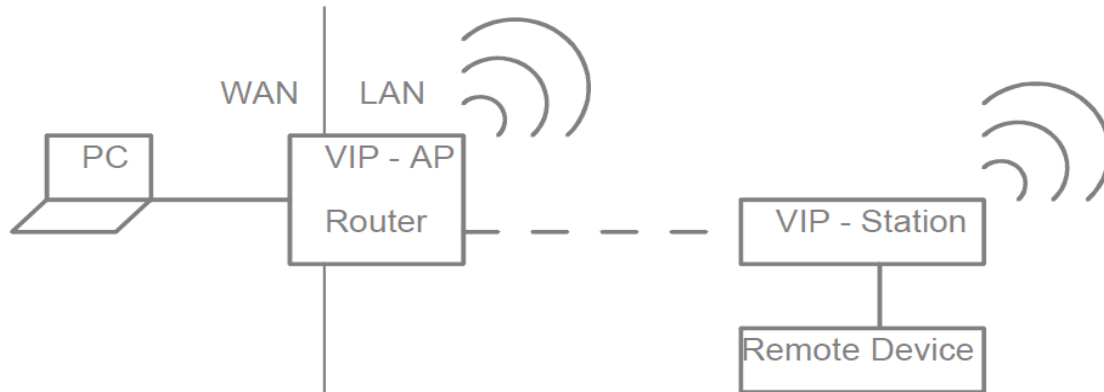 WAN
LAN
PC
VIP - AP
Router
VIP - Station
Remote Device